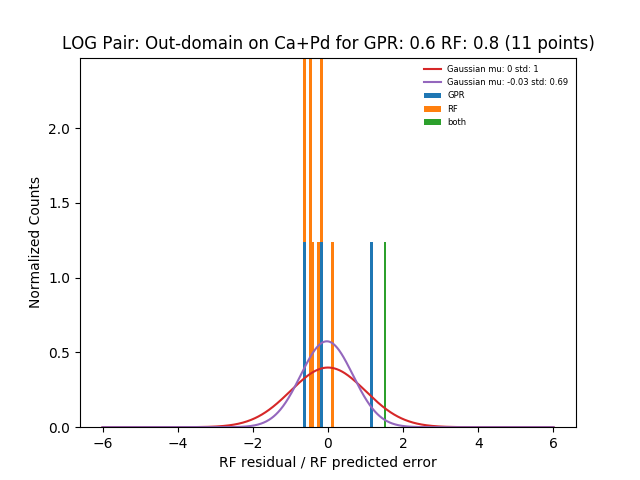 LOG Pair: Out-domain on Ca+Pd for GPR: 0.6 RF: 0.8 (11 points)
Gaussian mu: 0 std: 1
Gaussian mu: -0.03 std: 0.69
GPR
RF
both
Normalized Counts
2.0
1.5
1.0
0.5
0.0
−6 −4 −2 0 2 4 6
RF residual / RF predicted error